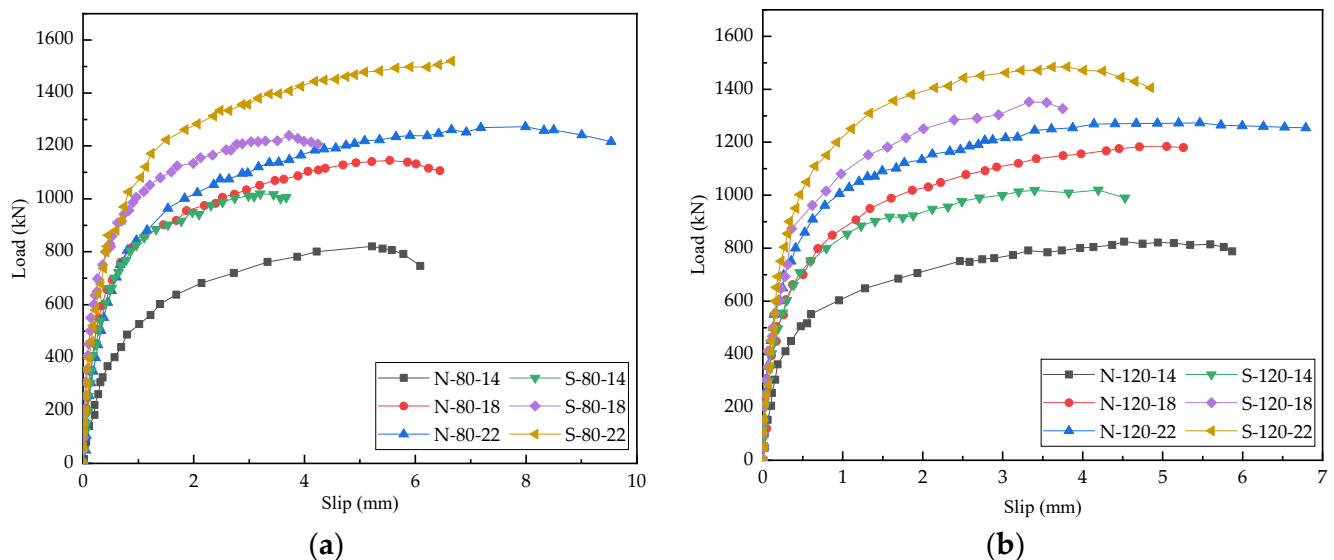 1600
1400
1200
1000
800
600
400
200
0
Load (kN)
0 2 4 6 8 10
Slip (mm)
N-80-14 S-80-14
N-80-18 S-80-18
N-80-22 S-80-22
(a)
1600
1400
1200
1000
800
600
400
200
0
Load (kN)
0 1 2 3 4 5 6 7
Slip (mm)
N-120-14 S-120-14
N-120-18 S-120-18
N-120-22 S-120-22
(b)